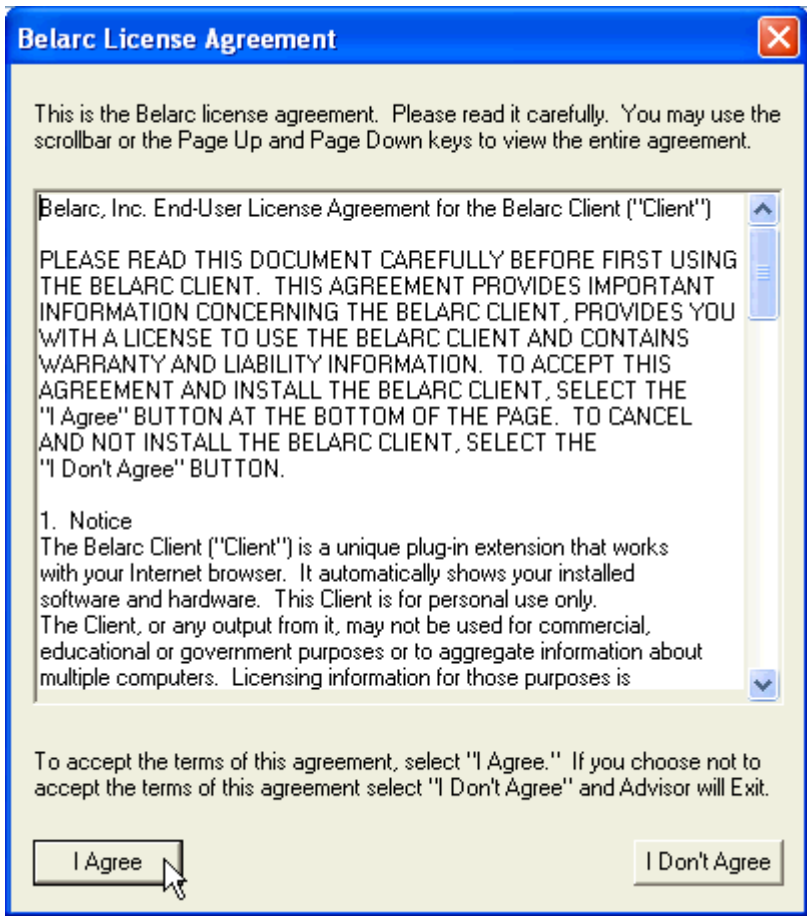 Belarc License Agreement
This is the Belarc license agreement.  Please read it carefully.  You may use the
scrollbar or the Page Up and Page Down keys to view the entire agreement.
Belarc, Inc. End-User License Agreement for the Belarc Client ("Client")
PLEASE READ THIS DOCUMENT CAREFULLY BEFORE FIRST USING
THE BELARC CLIENT.  THIS AGREEMENT PROVIDES IMPORTANT
INFORMATION CONCERNING THE BELARC CLIENT, PROVIDES YOU
WITH A LICENSE TO USE THE BELARC CLIENT AND CONTAINS
WARRANTY AND LIABILITY INFORMATION.  TO ACCEPT THIS
AGREEMENT AND INSTALL THE BELARC CLIENT, SELECT THE
"I Agree" BUTTON AT THE BOTTOM OF THE PAGE.  TO CANCEL
AND NOT INSTALL THE BELARC CLIENT, SELECT THE
"I Don't Agree" BUTTON.
1.  Notice
The Belarc Client ("Client") is a unique plug-in extension that works
with your Internet browser.  It automatically shows your installed
software and hardware.  This Client is for personal use only.
The Client, or any output from it, may not be used for commercial,
educational or government purposes or to aggregate information about
multiple computers.  Licensing information for those purposes is
To accept the terms of this agreement, select "I Agree."  If you choose not to
accept the terms of this agreement select "I Don't Agree" and Advisor will Exit.
I Agree
I Don't Agree